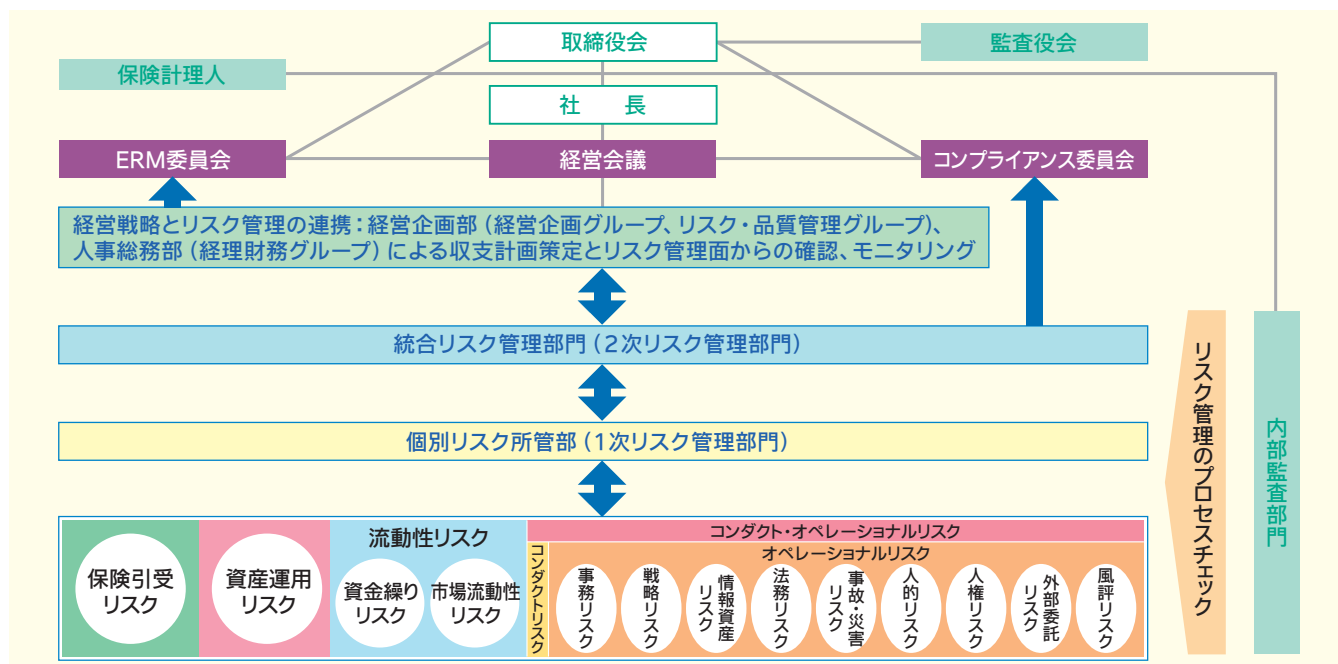 取締役会
監査役会
保険計理人
社　長
ERM委員会
経営会議
コンプライアンス委員会
経営戦略とリスク管理の連携：経営企画部（経営企画グループ、リスク・品質管理グループ）、
人事総務部（経理財務グループ）による収支計画策定とリスク管理面からの確認、モニタリング
統合リスク管理部門（2次リスク管理部門）
個別リスク所管部（1次リスク管理部門）
リスク管理のプロセスチェック
内部監査部門
保険引受
リスク
資産運用
リスク
流動性リスク
資金繰り
リスク
市場流動性
リスク
コンダクト・オペレーショナルリスク
コンダクトリスク
オペレーショナルリスク
事務リスク
戦略リスク
情報資産
リスク
法務リスク
事故・災害
リスク
人的リスク
人権リスク
外部委託
リスク
風評リスク